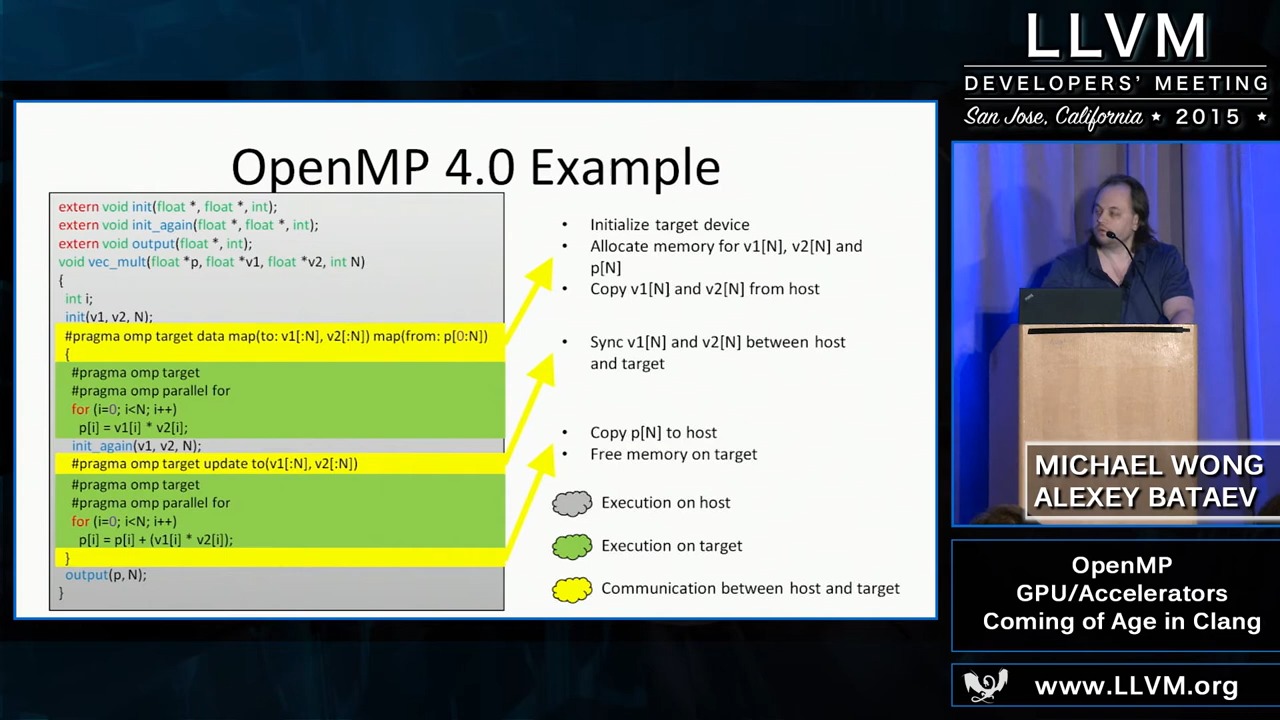 LLVM
DEVELOPERS' MEETING
San Jose, California ★ 2015 ★
OpenMP 4.0 Example
extern void init(float *, float *, int);
extern void init_again(float *, float *, int);
extern void output(float *, int);
void vec_mult(float *p, float *v1, float *v2, int N)
{
int i;
init(v1, v2, N);
#pragma omp target data map(to: v1[:N], v2[:N]) map(from: p[0:N])
{
#pragma omp target
#pragma omp parallel for
for (i=0; i<N; i++)
p[i] = v1[i] * v2[i];
init_again(v1, v2, N);
#pragma omp target update to(v1[:N], v2[:N])
#pragma omp target
#pragma omp parallel for
for (i=0; i<N; i++)
p[i] = p[i] + (v1[i] * v2[i]);
}
output(p, N);
}
• Initialize target device
• Allocate memory for v1[N], v2[N] and
p[N]
• Copy v1[N] and v2[N] from host
• Sync v1[N] and v2[N] between host
and target
• Copy p[N] to host
• Free memory on target
Execution on host
Execution on target
Communication between host and target
MICHAEL WONG
ALEXEY BATAEV
OpenMP
GPU/Accelerators
Coming of Age in Clang
www.LLVM.org